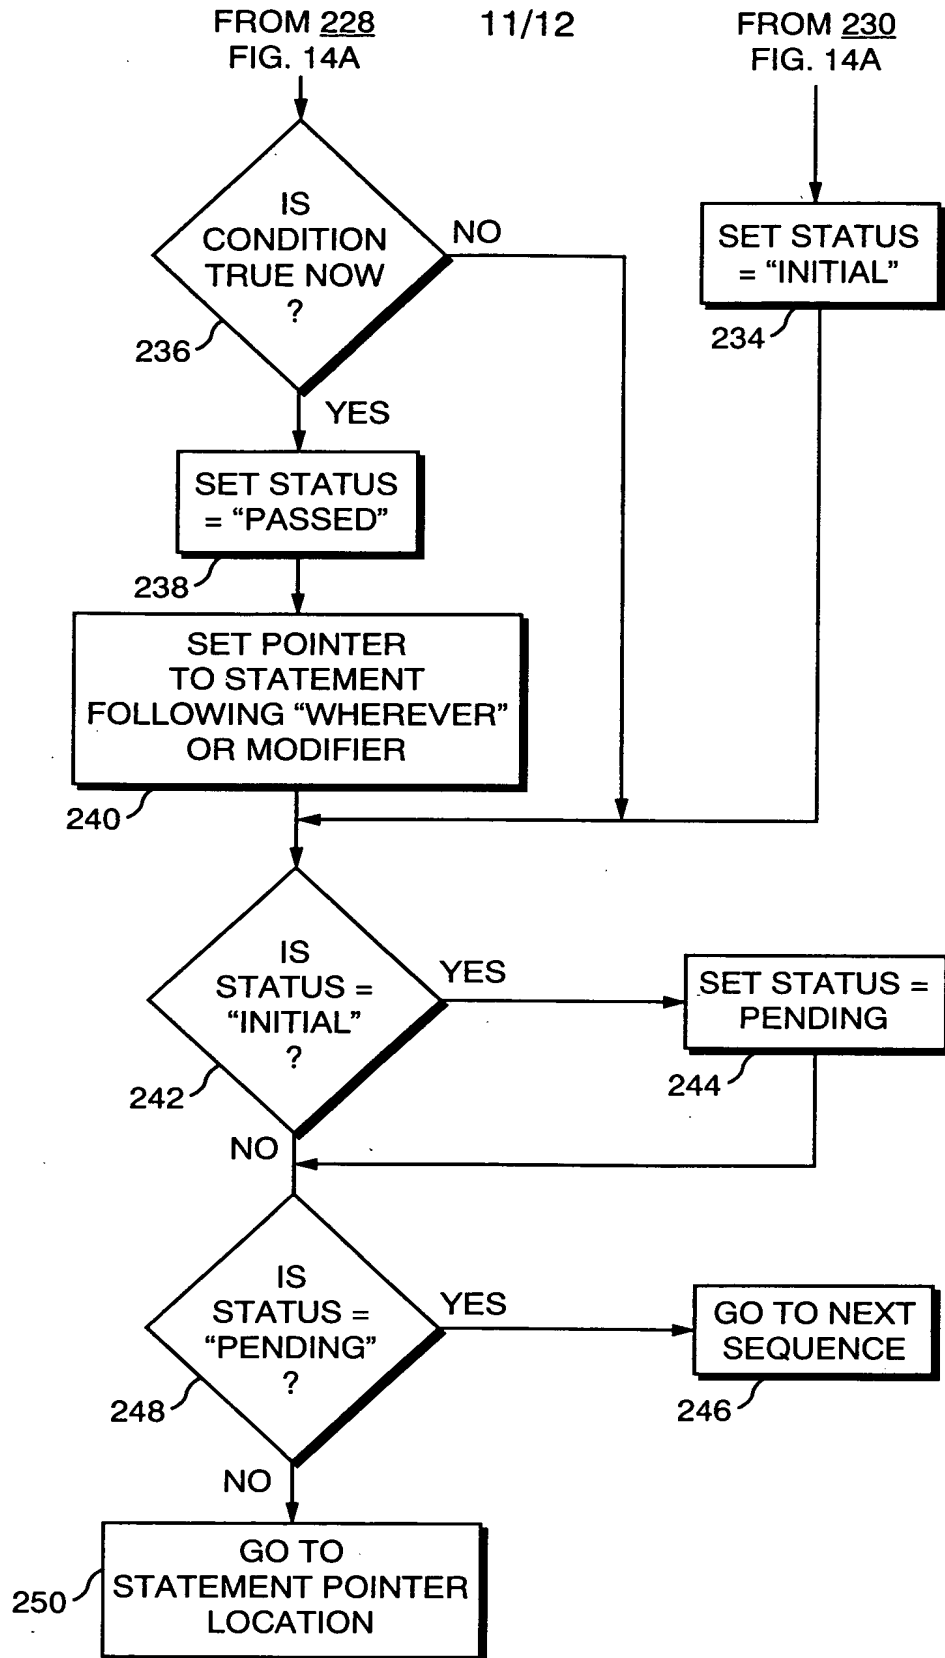 FROM 228
FIG. 14A
11/12
FROM 230
FIG. 14A
IS
CONDITION
TRUE NOW
?
NO
236
YES
SET STATUS
= "INITIAL"
234
SET STATUS
= “PASSED”
238
SET POINTER
TO STATEMENT
FOLLOWING “WHEREVER”
OR MODIFIER
240
IS
STATUS =
“INITIAL”
?
YES
242
NO
SET STATUS =
PENDING
244
IS
STATUS =
“PENDING”
?
YES
248
NO
GO TO NEXT
SEQUENCE
246
GO TO
STATEMENT POINTER
LOCATION
250